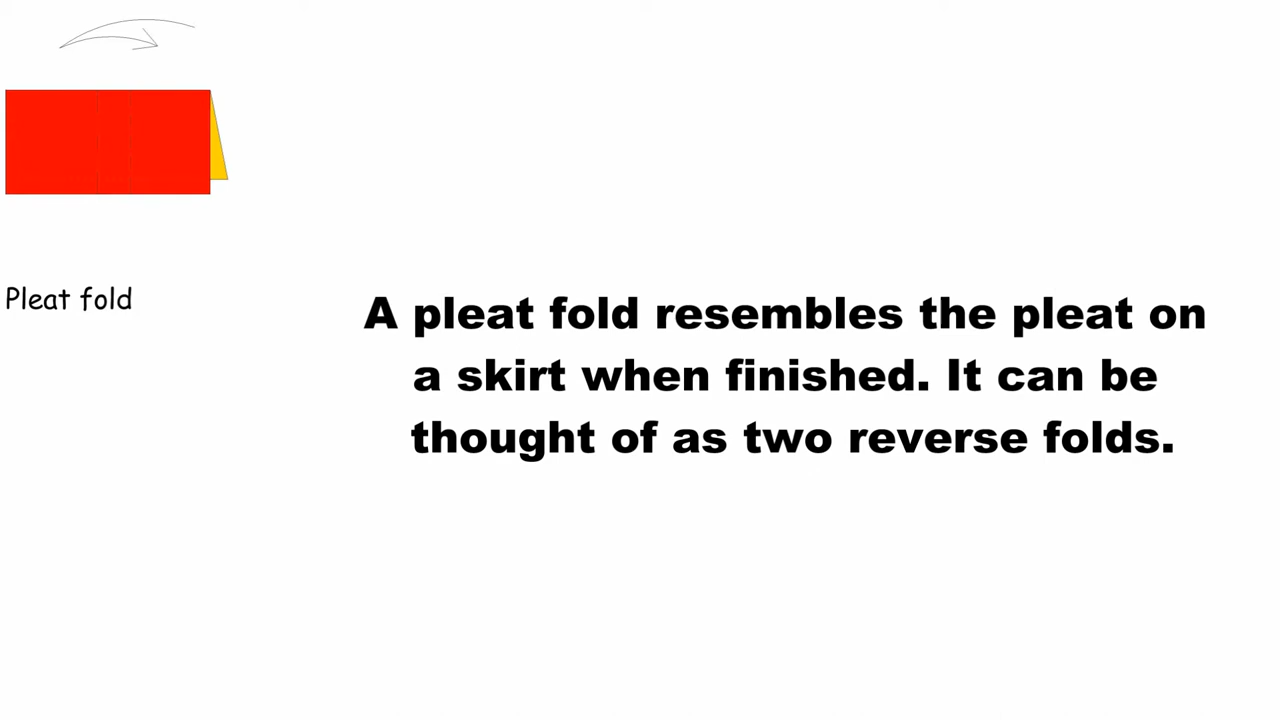 Pleat fold
A pleat fold resembles the pleat on
a skirt when finished. It can be
thought of as two reverse folds.